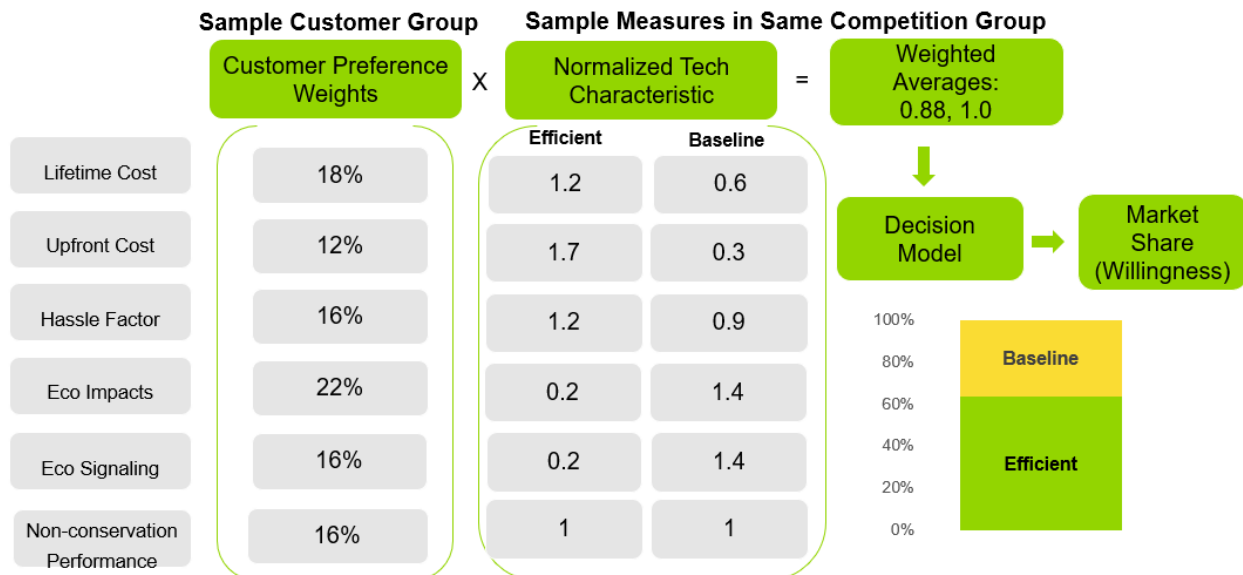 Sample Customer Group
Sample Measures in Same Competition Group
Customer Preference
Weights
X
Normalized Tech
Characteristic
=
Weighted
Averages:
0.88, 1.0
Efficient
Baseline
Lifetime Cost
18%
1.2
0.6
Upfront Cost
12%
1.7
0.3
Hassle Factor
16%
1.2
0.9
Eco Impacts
22%
0.2
1.4
Eco Signaling
16%
0.2
1.4
Non-conservation
Performance
16%
1
1
Decision
Model
Market
Share
(Willingness)
100%
80%
60%
40%
20%
0%
Baseline
Efficient